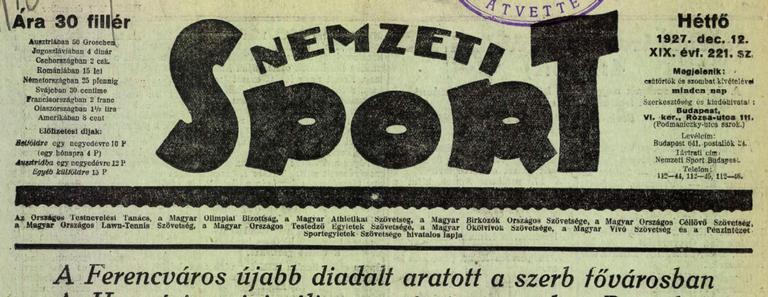 Ára 30 fillér
Ausztriában 50 Groschen
Jugoszláviában 4 dinár
Csehországban 2 csk.
Romániában 15 lei
Németországban 25 pfennig
Svájcban 30 centime
Franciaországban 2 franc
Olaszországban 1½ lira
Amerikában 8 cent
Előfizetési díjak:
Belföldre egy negyedévre 10 P
(egy hónapra 4 P)
Ausztriába egy negyedévre 12 P
Egyéb külföldre 15 P
ÁTVETTE
NEMZETI
SPORT
Hétfő
1927. dec. 12.
XIX. évf. 221. sz.
Megjelenik:
csütörtök és szombat kivételével
minden nap
Szerkesztőség és kiadóhivatal:
Budapest,
VI. ker., Rózsa-utca 111.
(Podmaniczky-utca sarok.)
Levélcím:
Budapest 641, postafiók 24.
Távirati cím:
Nemzeti Sport Budapest.
Telefon:
Az Országos Testnevelési Tanács, a Magyar Olimpiai Bizottság, a Magyar Athletikai Szövetség, a Magyar Birkózók Országos Szövetsége, a Magyar Országos Céllövő Szövetség,
a Magyar Országos Lawn-Tennis Szövetség, a Magyar Országos Testedző Egyletek Szövetsége, a Magyar Ökölvívók Szövetsége, a Magyar Vívó Szövetség és a Pénzintézet
Sportegyletek Szövetsége hivatalos lapja
A Ferencváros újabb diadalt aratott a szerb fővárosban